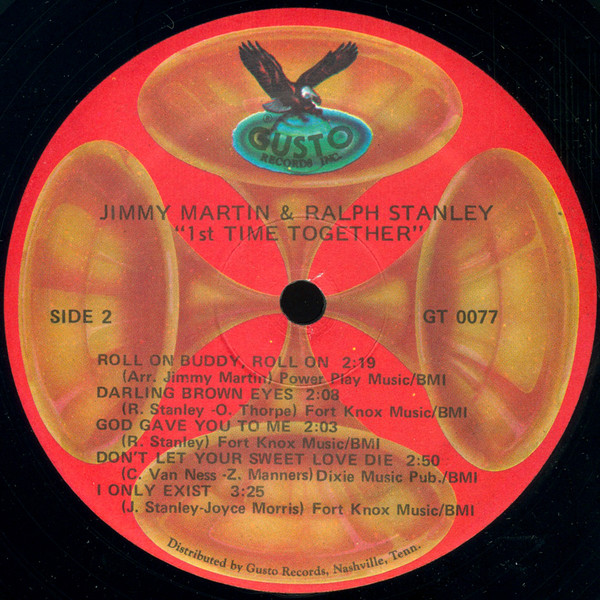 GUSTO
RECORDS INC.
JIMMY MARTIN & RALPH STANLEY
"1st TIME TOGETHER"
SIDE 2
GT 0077
ROLL ON BUDDY, ROLL ON 2:19
(Arr. Jimmy Martin) Power Play Music/BMI
DARLING BROWN EYES 2:08
(R. Stanley -O. Thorpe) Fort Knox Music/BMI
GOD GAVE YOU TO ME 2:03
(R. Stanley) Fort Knox Music/BMI
DON'T LET YOUR SWEET LOVE DIE 2:50
(C. Van Ness -Z. Manners) Dixie Music Pub./BMI
I ONLY EXIST 3:25
(J. Stanley-Joyce Morris) Fort Knox Music/BMI
Distributed by Gusto Records, Nashville, Tenn.